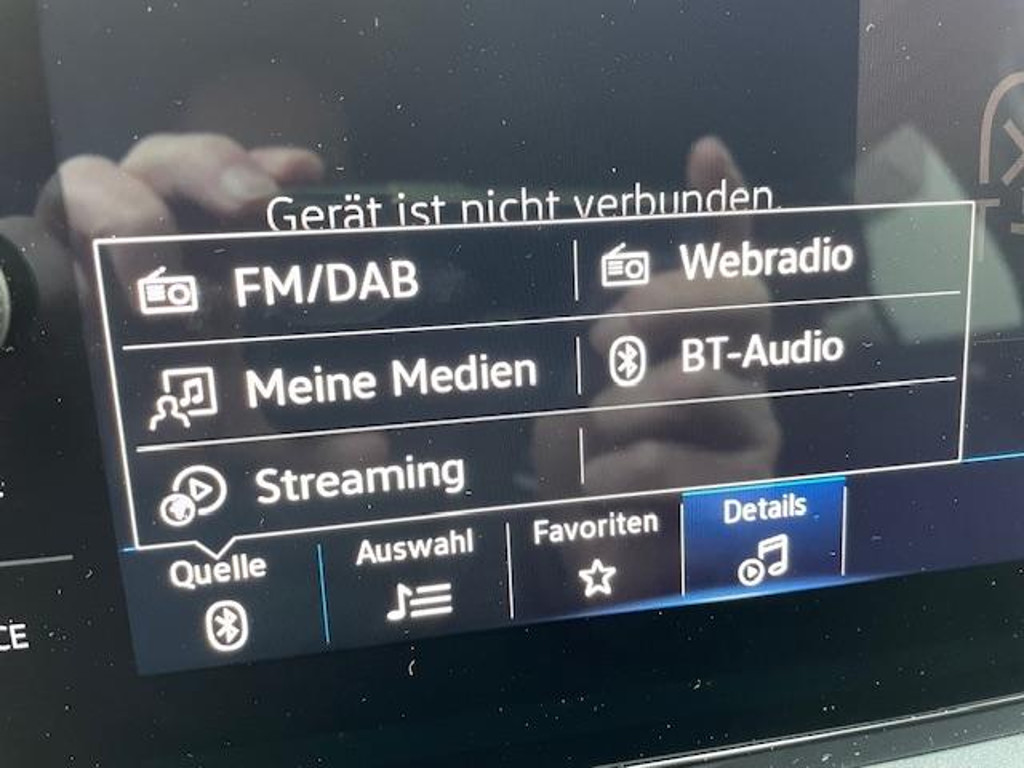 Gerät ist nicht verbunden.
FM/DAB
Webradio
Meine Medien
BT-Audio
Streaming
Quelle
Auswahl
Favoriten
Details